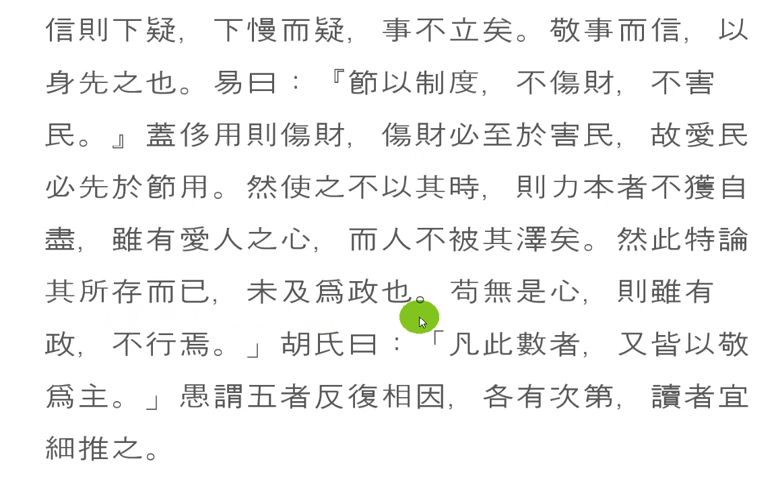 信則下疑，下慢而疑，事不立矣。敬事而信，以
身先之也。易曰：『節以制度，不傷財，不害
民。』蓋侈用則傷財，傷財必至於害民，故愛民
必先於節用。然使之不以其時，則力本者不獲自
盡，雖有愛人之心，而人不被其澤矣。然此特論
其所存而已，未及爲政也。苟無是心，則雖有
政，不行焉。」胡氏曰：「凡此數者，又皆以敬
爲主。」愚謂五者反復相因，各有次第，讀者宜
細推之。